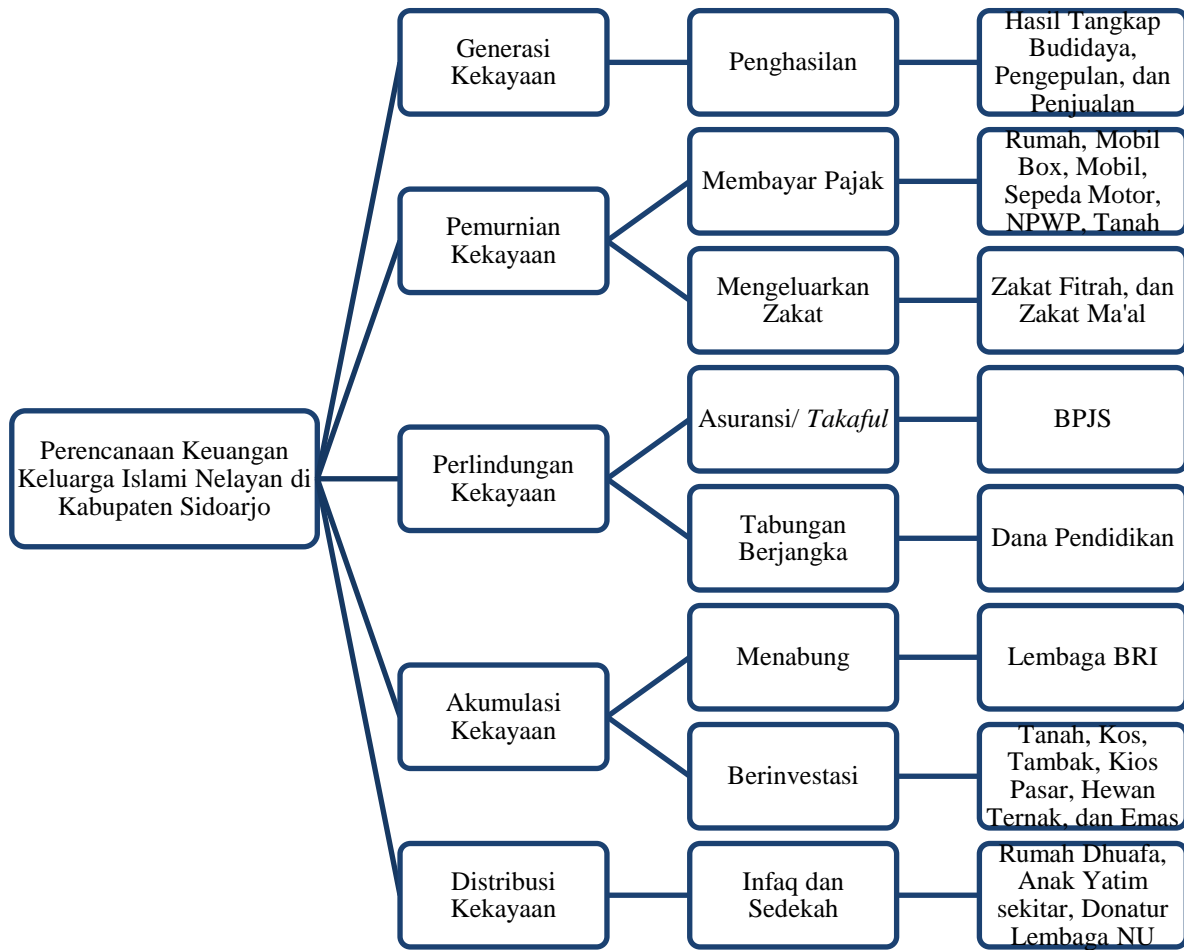 Perencanaan Keuangan
Keluarga Islami Nelayan di
Kabupaten Sidoarjo
Generasi
Kekayaan
Penghasilan
Hasil Tangkap
Budidaya,
Pengepulan, dan
Penjualan
Pemurnian
Kekayaan
Membayar Pajak
Rumah, Mobil
Box, Mobil,
Sepeda Motor,
NPWP, Tanah
Mengeluarkan
Zakat
Zakat Fitrah, dan
Zakat Ma'al
Perlindungan
Kekayaan
Asuransi/ Takaful
BPJS
Tabungan
Berjangka
Dana Pendidikan
Akumulasi
Kekayaan
Menabung
Lembaga BRI
Berinvestasi
Tanah, Kos,
Tambak, Kios
Pasar, Hewan
Ternak, dan Emas
Distribusi
Kekayaan
Infaq dan
Sedekah
Rumah Dhuafa,
Anak Yatim
sekitar, Donatur
Lembaga NU